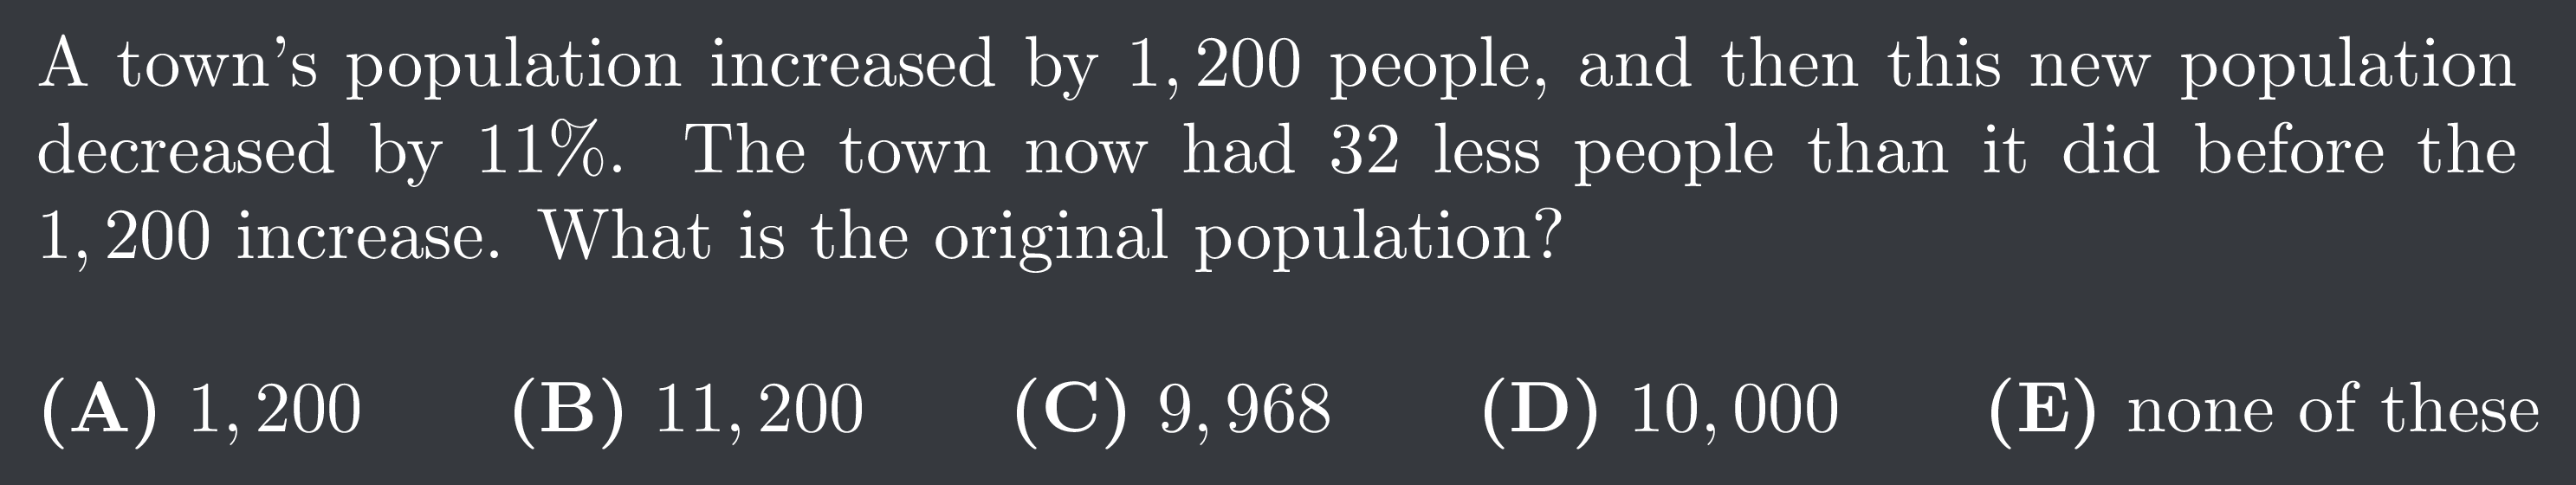 A town's population increased by 1, 200 people, and then this new population
decreased by 11%. The town now had 32 less people than it did before the
1, 200 increase. What is the original population?
(A) 1, 200 (B) 11, 200 (C) 9, 968 (D) 10, 000 (E) none of these